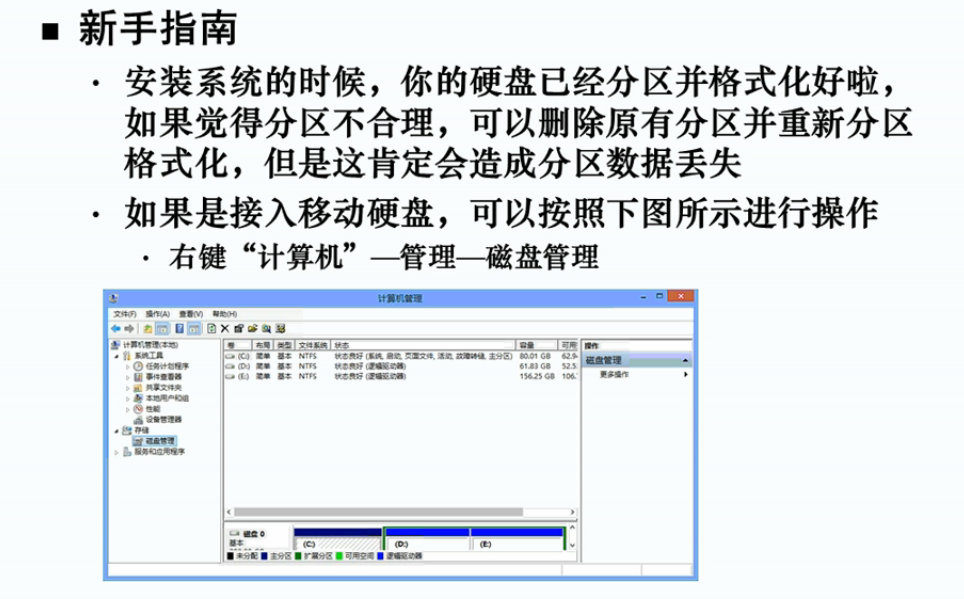 ■ 新手指南
· 安装系统的时候，你的硬盘已经分区并格式化好啦，
如果觉得分区不合理，可以删除原有分区并重新分区
格式化，但是这肯定会造成分区数据丢失
· 如果是接入移动硬盘，可以按照下图所示进行操作
· 右键“计算机”—管理—磁盘管理
计算机管理
文件(F) 操作(A) 查看(V) 帮助(H)
计算机管理(本地)
系统工具
任务计划程序
事件查看器
共享文件夹
本地用户和组
性能
设备管理器
存储
磁盘管理
服务和应用程序
卷 布局 类型 文件系统 状态 容量 可用
(C:) 简单 基本 NTFS 状态良好 (系统, 启动, 页面文件, 活动, 故障转储, 主分区) 80.01 GB 62.9
(D:) 简单 基本 NTFS 状态良好 (逻辑驱动器) 61.83 GB 52.5
(E:) 简单 基本 NTFS 状态良好 (逻辑驱动器) 156.25 GB 106.
操作
磁盘管理
更多操作
磁盘 0
基本
(C:) (D:) (E:)
未分配 主分区 扩展分区 可用空间 逻辑驱动器